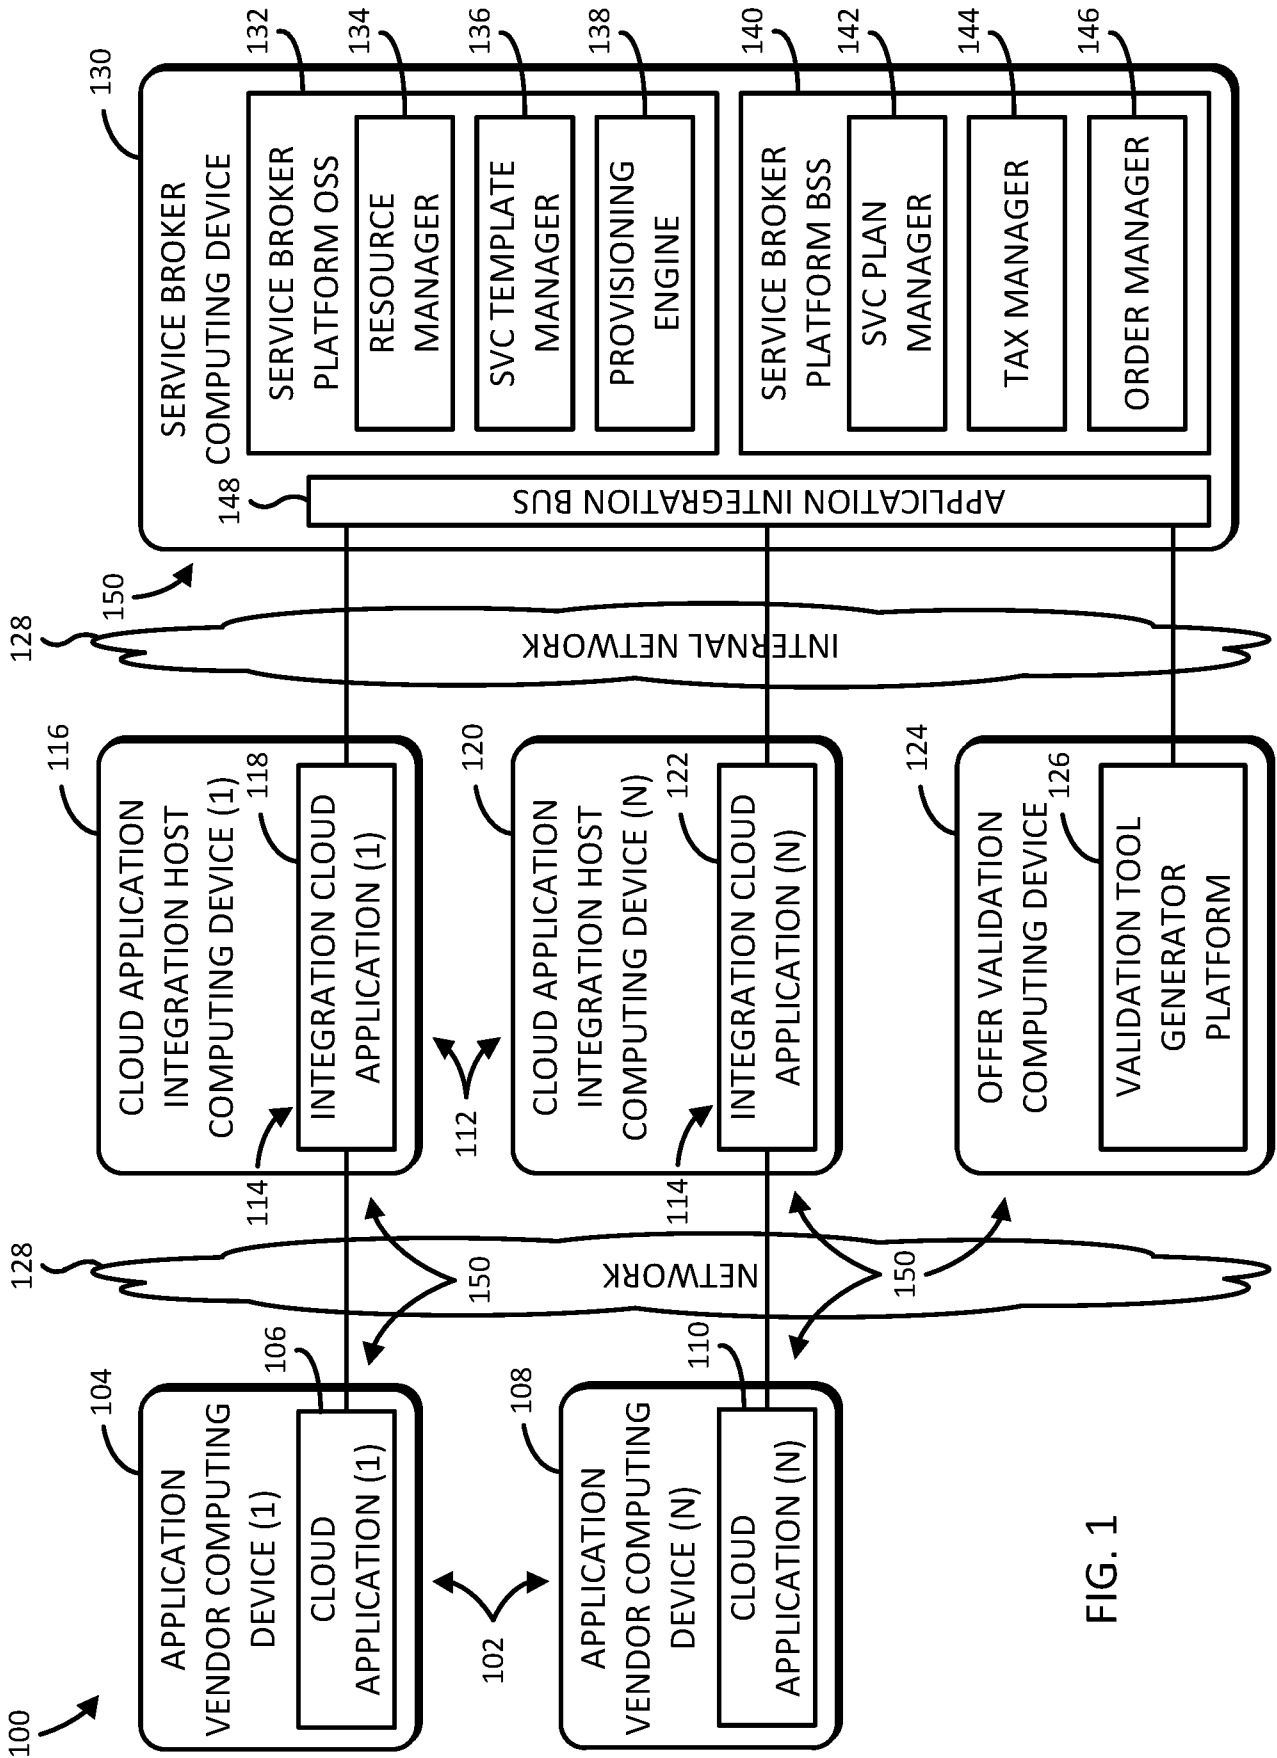 100
APPLICATION
VENDOR COMPUTING
DEVICE (1)
104
CLOUD
APPLICATION (1)
106
102
APPLICATION
VENDOR COMPUTING
DEVICE (N)
108
CLOUD
APPLICATION (N)
110
128
NETWORK
150
150
CLOUD APPLICATION
INTEGRATION HOST
COMPUTING DEVICE (1)
116
114
INTEGRATION CLOUD
APPLICATION (1)
118
112
CLOUD APPLICATION
INTEGRATION HOST
COMPUTING DEVICE (N)
120
114
INTEGRATION CLOUD
APPLICATION (N)
122
OFFER VALIDATION
COMPUTING DEVICE
124
VALIDATION TOOL
GENERATOR
PLATFORM
126
128
INTERNAL NETWORK
150
SERVICE BROKER
COMPUTING DEVICE
130
148
APPLICATION INTEGRATION BUS
SERVICE BROKER
PLATFORM OSS
132
RESOURCE
MANAGER
134
SVC TEMPLATE
MANAGER
136
PROVISIONING
ENGINE
138
SERVICE BROKER
PLATFORM BSS
140
SVC PLAN
MANAGER
142
TAX MANAGER
144
ORDER MANAGER
146
FIG. 1